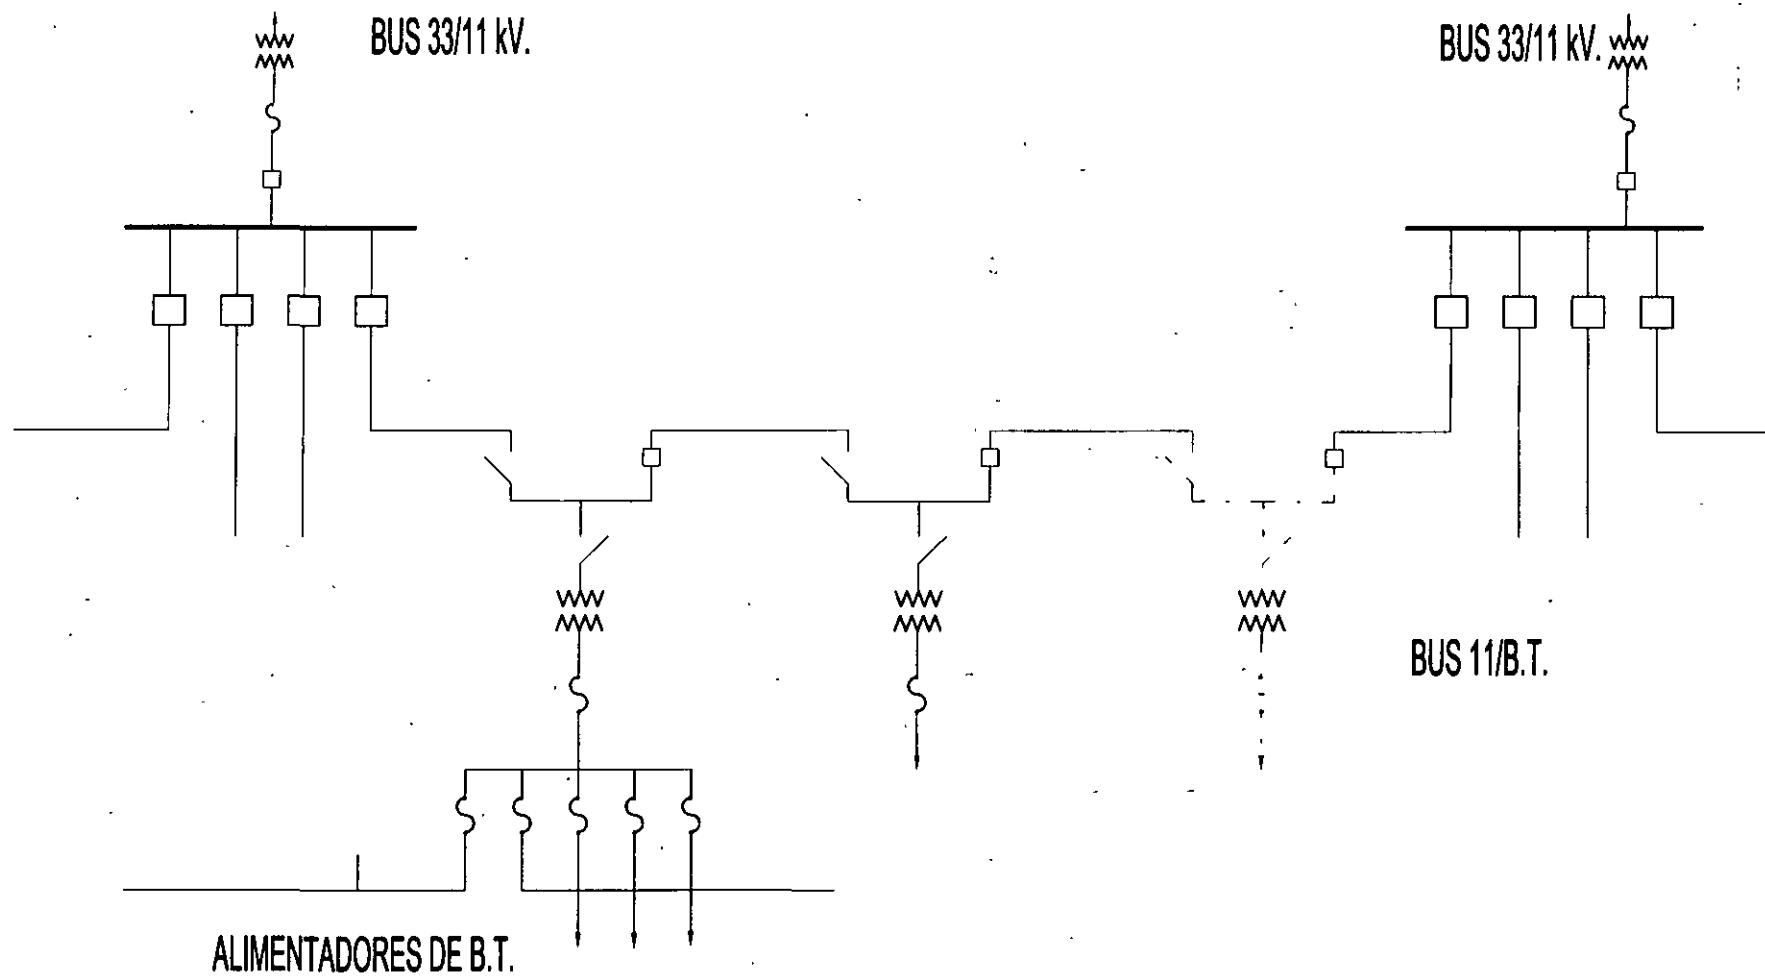 BUS 33/11 kV.
BUS 33/11 kV.
BUS 11/B.T.
ALIMENTADORES DE B.T.